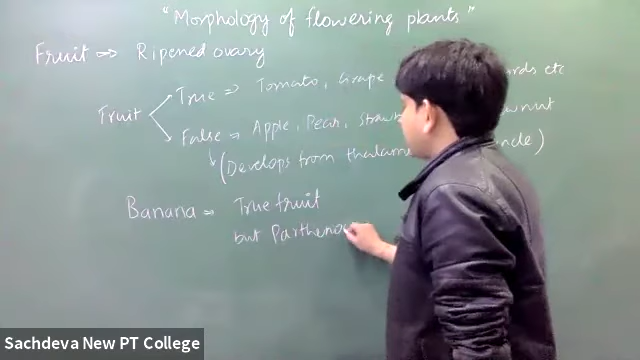 "Morphology of flowering plants"
Fruit ⇒ Ripened ovary
Fruit
True ⇒ Tomato, Grape etc
False = Apple, Pear,
(Develops from
Banana = True fruit
but
Sachdeva New PT College